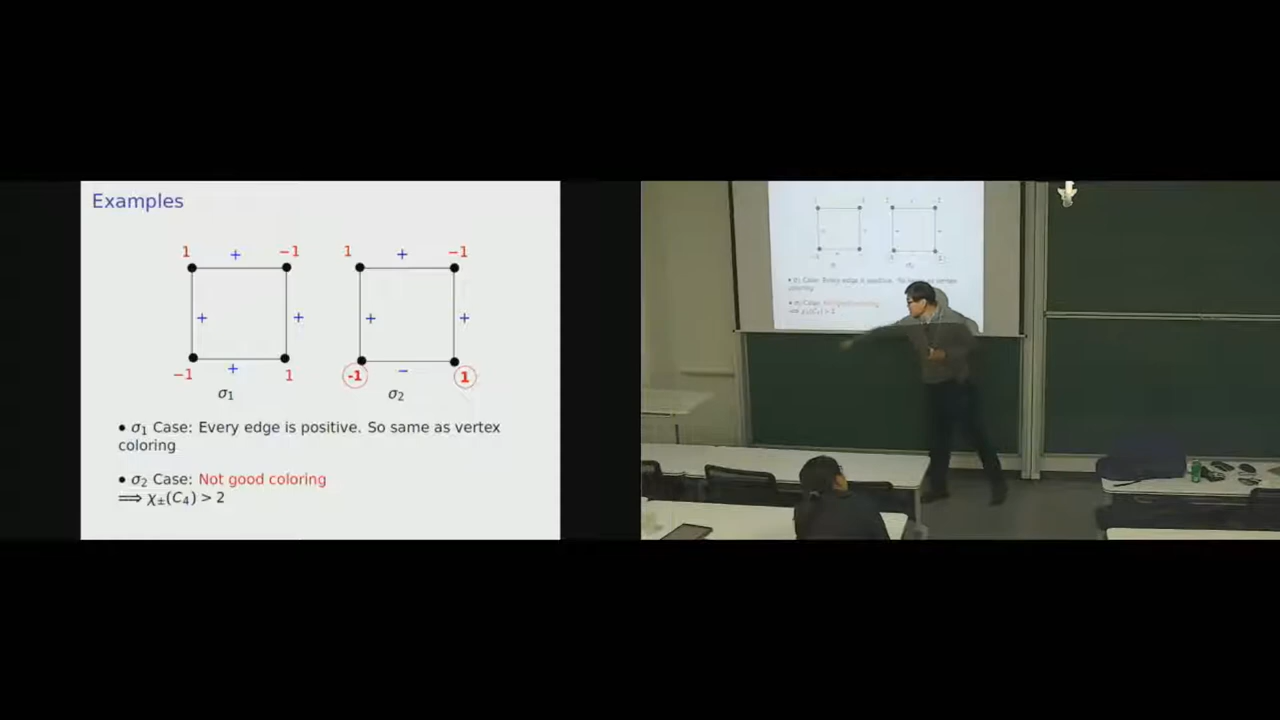 Examples
1 + −1 1 + −1
+ + + +
−1 + 1 -1 − 1
σ1 σ2
• σ1 Case: Every edge is positive. So same as vertex
coloring
• σ2 Case: Not good coloring
⟹ χ±(C4) > 2